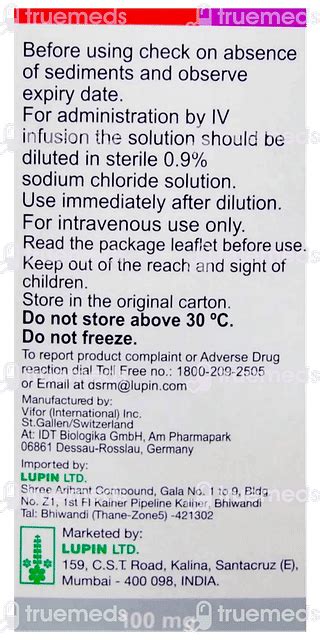 truemeds
Before using check on absence
of sediments and observe
expiry date.
For administration by IV
infusion the solution should be
diluted in sterile 0.9%
sodium chloride solution.
Use immediately after dilution.
For intravenous use only.
Read the package leaflet before use.
Keep out of the reach and sight of
children.
Store in the original carton.
Do not store above 30 ºC.
Do not freeze.
To report product complaint or Adverse Drug
reaction dial Toll Free no.: 1800-209-2505
or Email at dsrm@lupin.com
Manufactured by:
Vifor (International) Inc.
St.Gallen/Switzerland
At: IDT Biologika GmbH, Am Pharmapark
06861 Dessau-Rosslau, Germany
Imported by:
LUPIN LTD.
Shree Arihant Compound, Gala No. 1 to 9, Bldg.
No. Z1, 1st Fl Kalher Pipeline Kalher, Bhiwandi
Tal: Bhiwandi (Thane-Zone5) -421302
Marketed by:
LUPIN LTD.
159, C.S.T. Road, Kalina, Santacruz (E),
Mumbai - 400 098, INDIA.
truemeds
100 mg